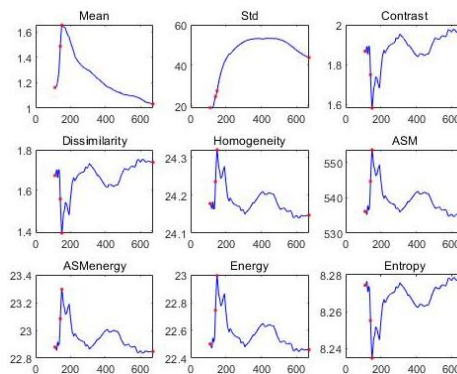 Mean Std Contrast
1.6 60 2
1.4 1.8
1.2 40
1 20 1.6
0 200 400 600 0 200 400 600 0 200 400 600
Dissimilarity Homogeneity ASM
1.8 24.3 550
1.6 24.2 540
1.4 24.1 530
0 200 400 600 0 200 400 600 0 200 400 600
ASMenergy Energy Entropy
23.4 23 8.28
23.2 22.8 8.26
23 22.6
22.8 22.4 8.24
0 200 400 600 0 200 400 600 0 200 400 600